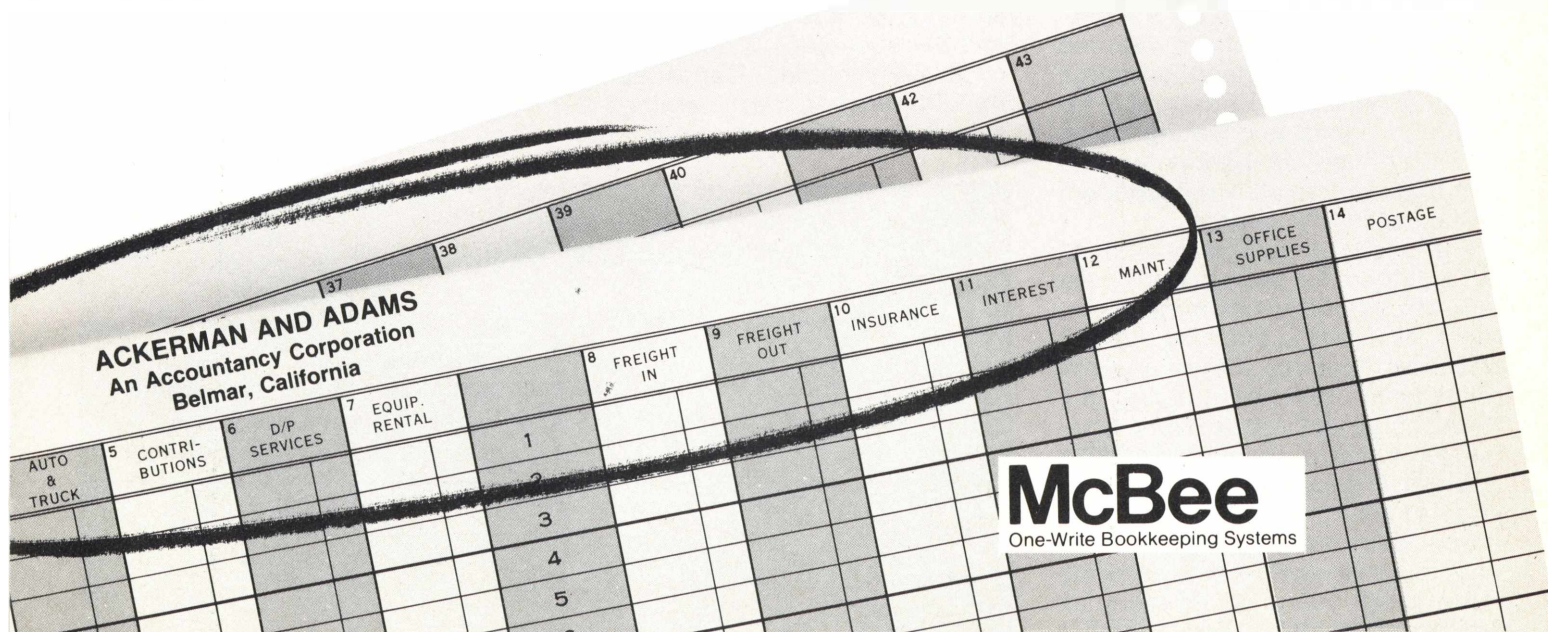 43
42
40
39
38
37
ACKERMAN AND ADAMS
An Accountancy Corporation
Belmar, California
AUTO
&
TRUCK
5 CONTRI-
BUTIONS
6 D/P
SERVICES
7 EQUIP.
RENTAL
8 FREIGHT
IN
9 FREIGHT
OUT
10 INSURANCE
11 INTEREST
12 MAINT.
13 OFFICE
SUPPLIES
14 POSTAGE
1
2
3
4
5
McBee
One-Write Bookkeeping Systems